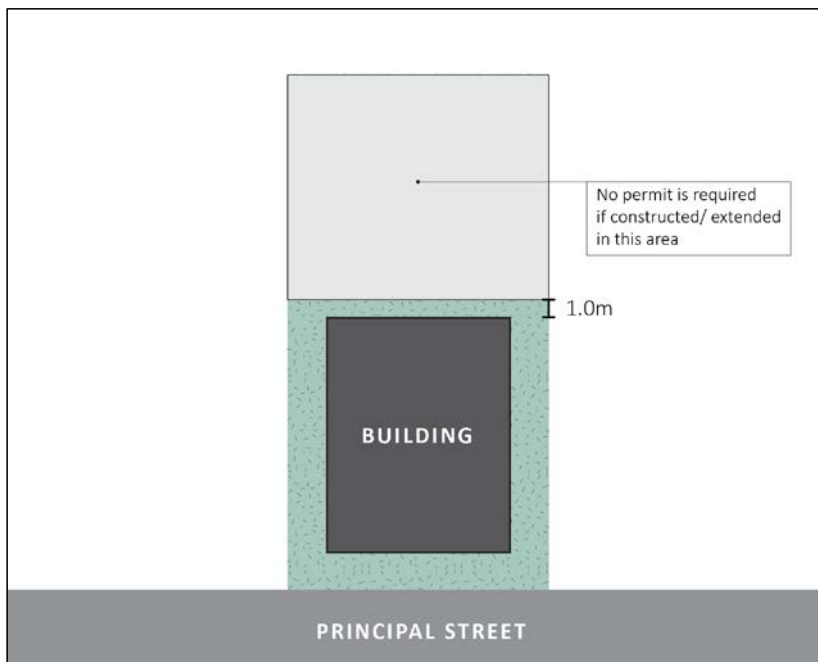 No permit is required
if constructed/ extended
in this area
1.0m
BUILDING
PRINCIPAL STREET